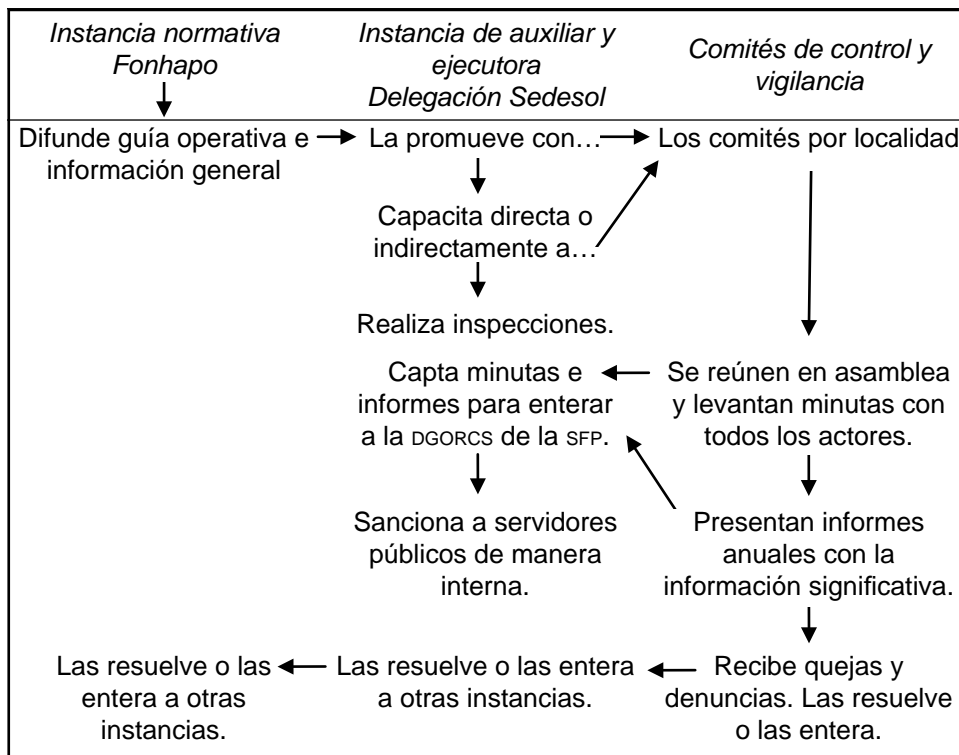 Instancia normativa
Fonhapo
Instancia de auxiliar y
ejecutora
Delegación Sedesol
Comités de control y
vigilancia
Difunde guía operativa e
información general
La promueve con…
Los comités por localidad
Capacita directa o
indirectamente a…
Realiza inspecciones.
Capta minutas e
informes para enterar
a la DGORCS de la SFP.
Se reúnen en asamblea
y levantan minutas con
todos los actores.
Sanciona a servidores
públicos de manera
interna.
Presentan informes
anuales con la
información significativa.
Las resuelve o las
entera a otras
instancias.
Las resuelve o las entera
a otras instancias.
Recibe quejas y
denuncias. Las resuelve
o las entera.